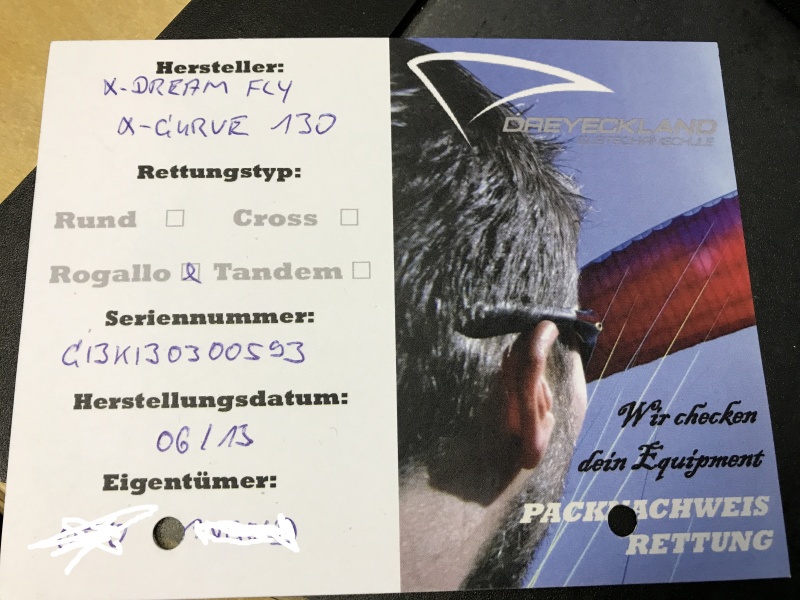 Hersteller:
X-DREAM FLY
X-CURVE 130
Rettungstyp:
Rund Cross
Rogallo Tandem
Seriennummer:
C13K130300593
Herstellungsdatum:
06/13
Eigentümer:
DREYECKLAND
Wir checken
dein Equipment
PACKNACHWEIS
RETTUNG